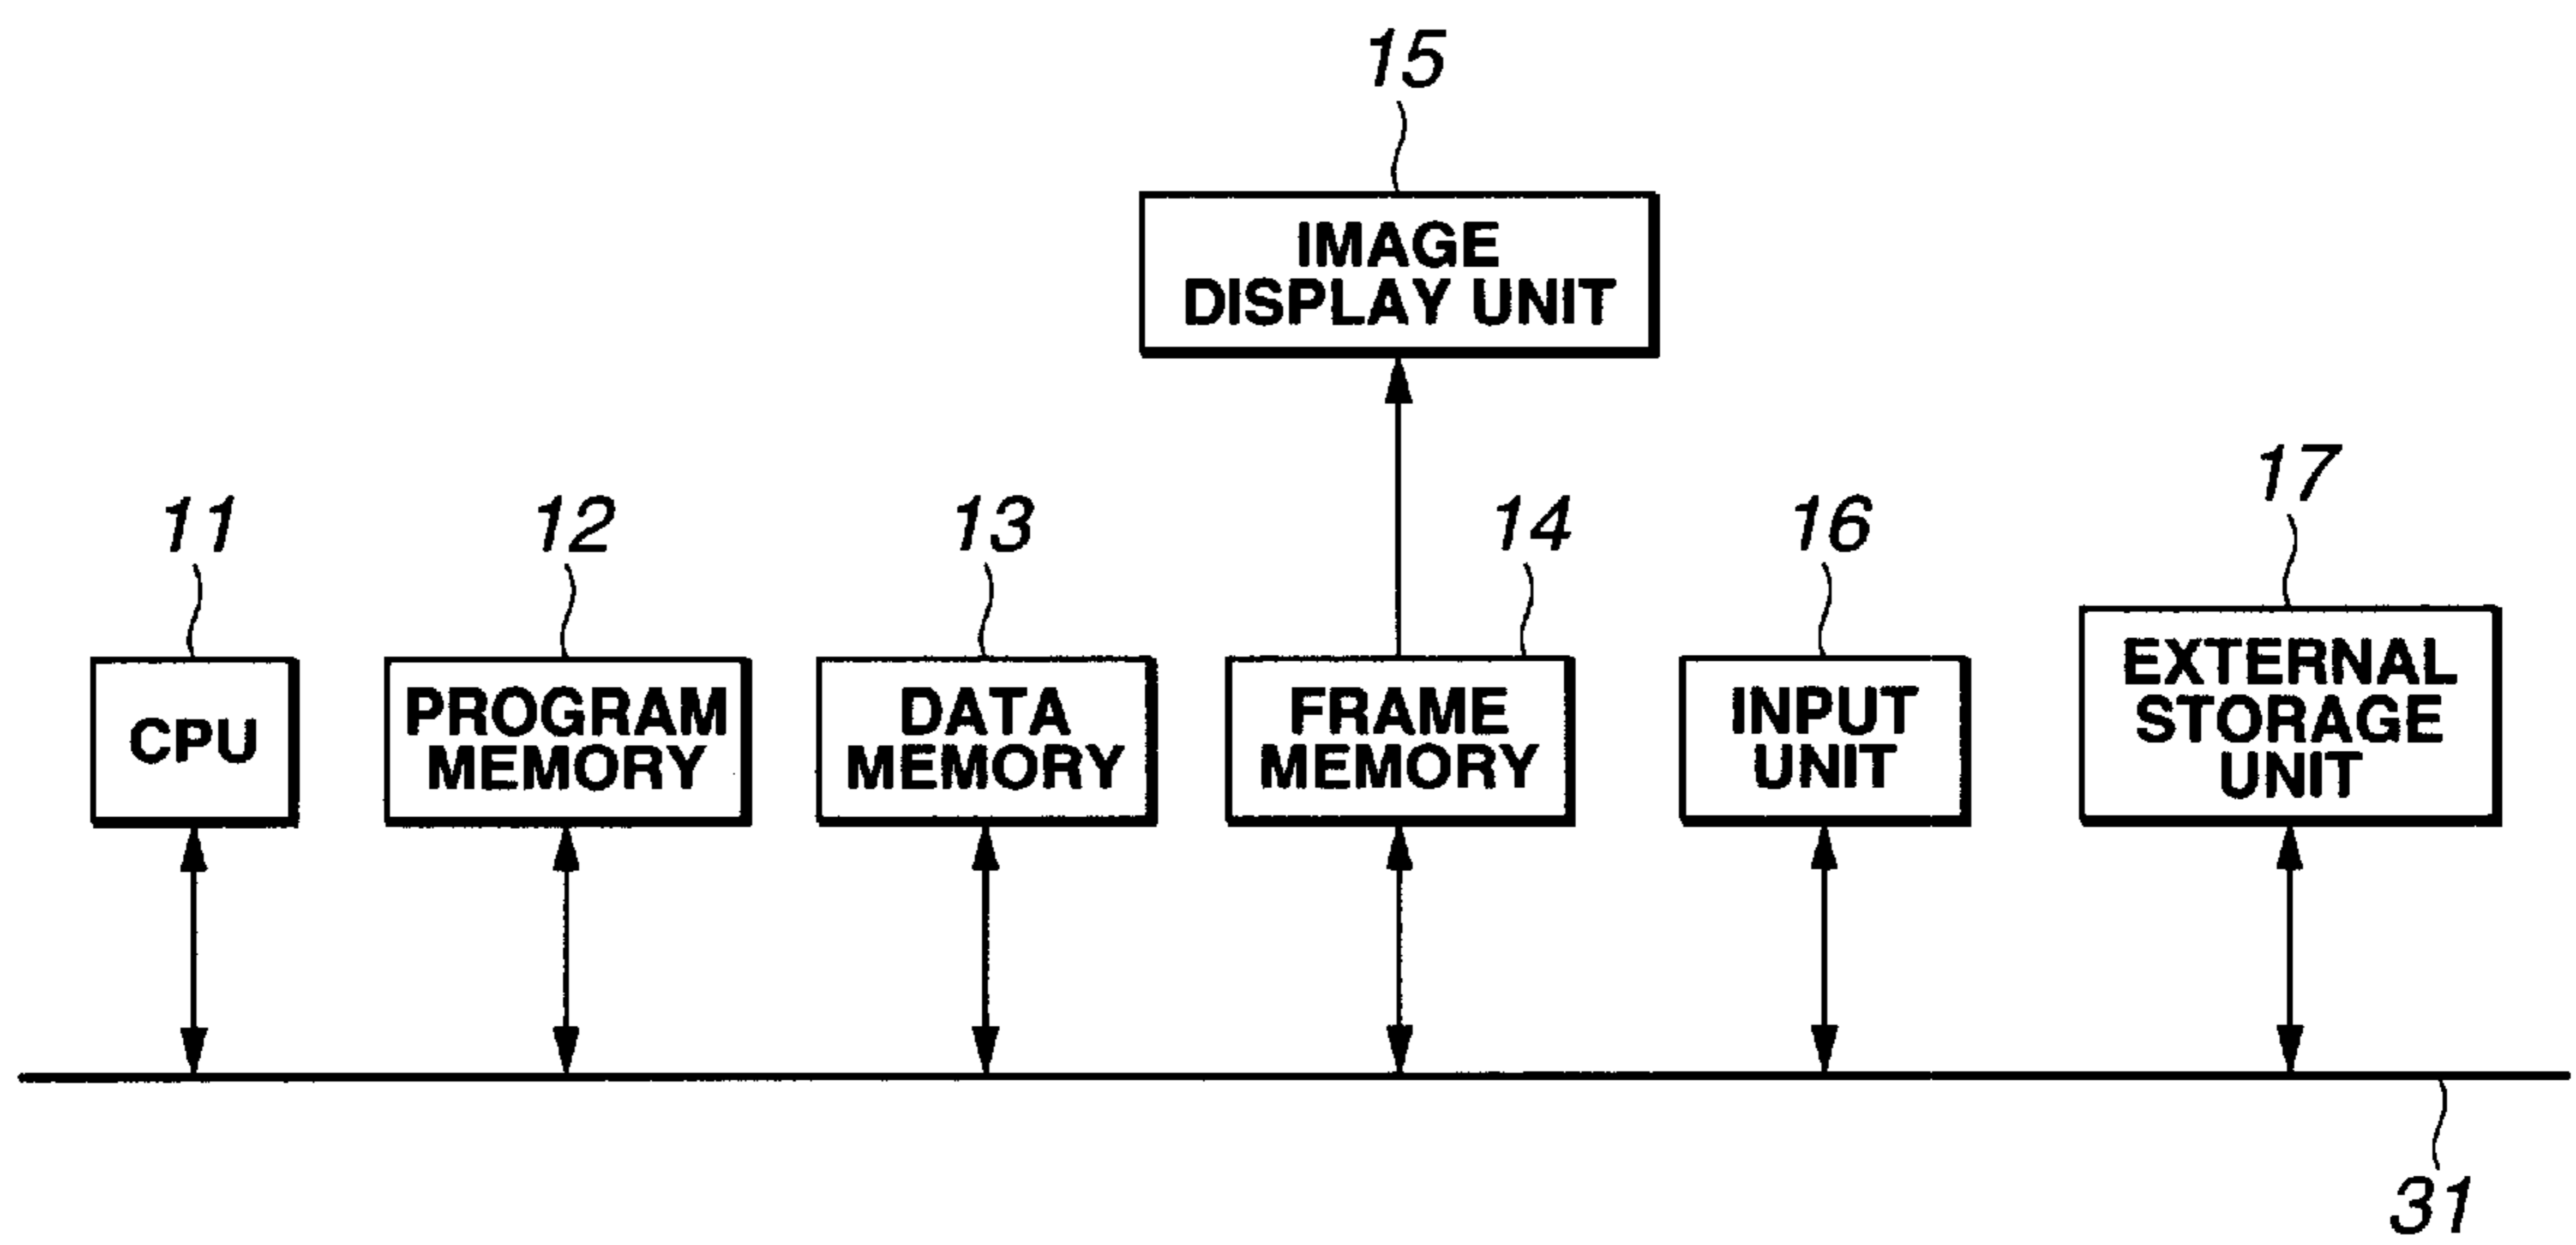 15
IMAGE
DISPLAY UNIT
11
12
13
14
16
17
CPU
PROGRAM
MEMORY
DATA
MEMORY
FRAME
MEMORY
INPUT
UNIT
EXTERNAL
STORAGE
UNIT
31